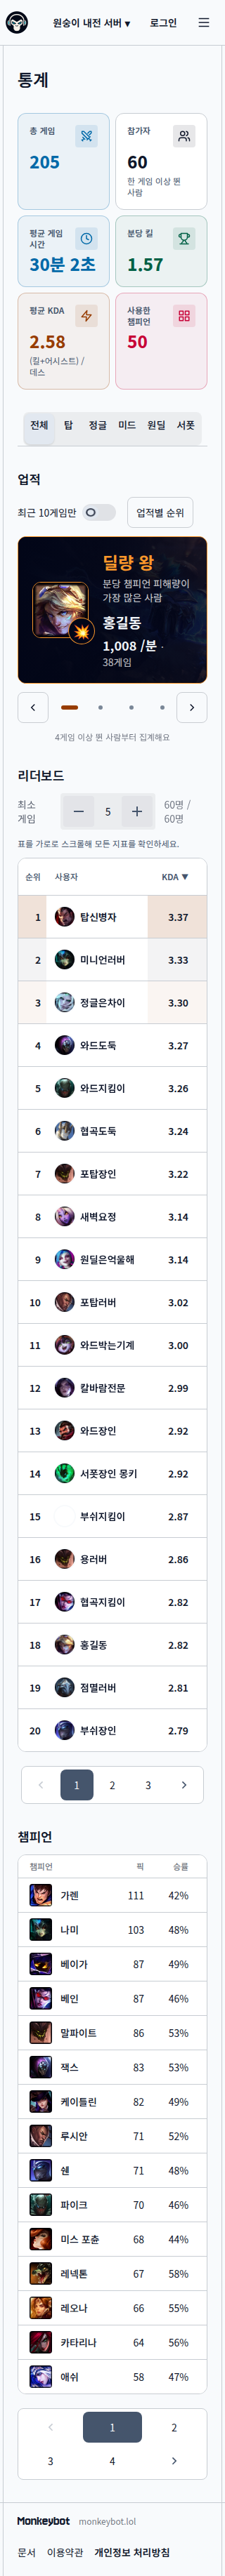 원숭이 내전 서버 ▾ 로그인
통계
총 게임
205
참가자
60
한 게임 이상 뛴
사람
평균 게임
시간
30분 2초
분당 킬
1.57
평균 KDA
2.58
(킬+어시스트) /
데스
사용한
챔피언
50
전체 탑 정글 미드 원딜 서폿
업적
최근 10게임만 업적별 순위
딜량 왕
분당 챔피언 피해량이
가장 많은 사람
홍길동
1,008 /분 ·
38게임
4게임 이상 뛴 사람부터 집계해요
리더보드
최소
게임
5
60명 /
60명
표를 가로로 스크롤해 모든 지표를 확인하세요.
순위 사용자 KDA ▼
1 탑신병자 3.37
2 미니언러버 3.33
3 정글은차이 3.30
4 와드도둑 3.27
5 와드지킴이 3.26
6 협곡도둑 3.24
7 포탑장인 3.22
8 새벽요정 3.14
9 원딜은억울해 3.14
10 포탑러버 3.02
11 와드박는기계 3.00
12 칼바람전문 2.99
13 와드장인 2.92
14 서폿장인 몽키 2.92
15 부쉬지킴이 2.87
16 용러버 2.86
17 협곡지킴이 2.82
18 홍길동 2.82
19 점멸러버 2.81
20 부쉬장인 2.79
1 2 3
챔피언
챔피언 픽 승률
가렌 111 42%
나미 103 48%
베이가 87 49%
베인 87 46%
말파이트 86 53%
잭스 83 53%
케이틀린 82 49%
루시안 71 52%
쉔 71 48%
파이크 70 46%
미스 포츈 68 44%
레넥톤 67 58%
레오나 66 55%
카타리나 64 56%
애쉬 58 47%
1 2
3 4
Monkeybot monkeybot.lol
문서 이용약관 개인정보 처리방침